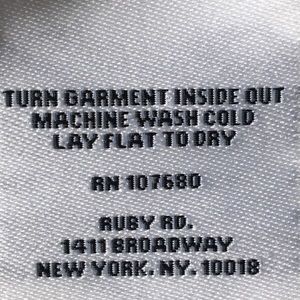 TURN GARMENT INSIDE OUT
MACHINE WASH COLD
LAY FLAT TO DRY
RN 107680
RUBY RD.
1411 BROADWAY
NEW YORK. NY. 10018